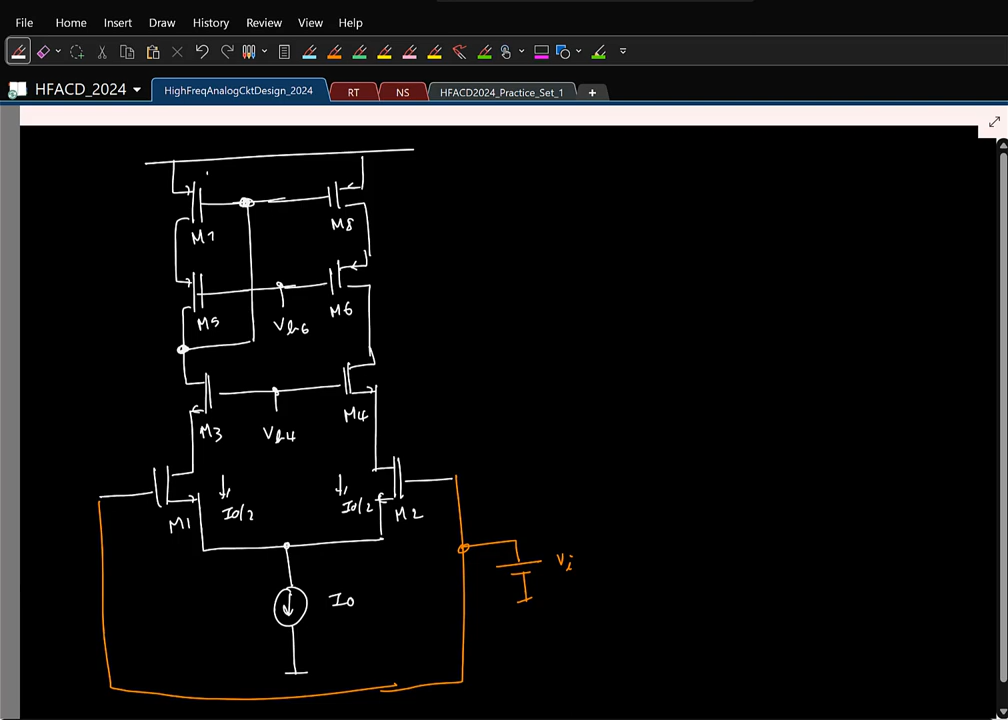 File Home Insert Draw History Review View Help
HFACD_2024 HighFreqAnalogCktDesign_2024 RT NS HFACD2024_Practice_Set_1
M7 M8
M5 M6
Vb6
M3 M4
Vb4
I0/2 I0/2
M1 M2
Vi
I0